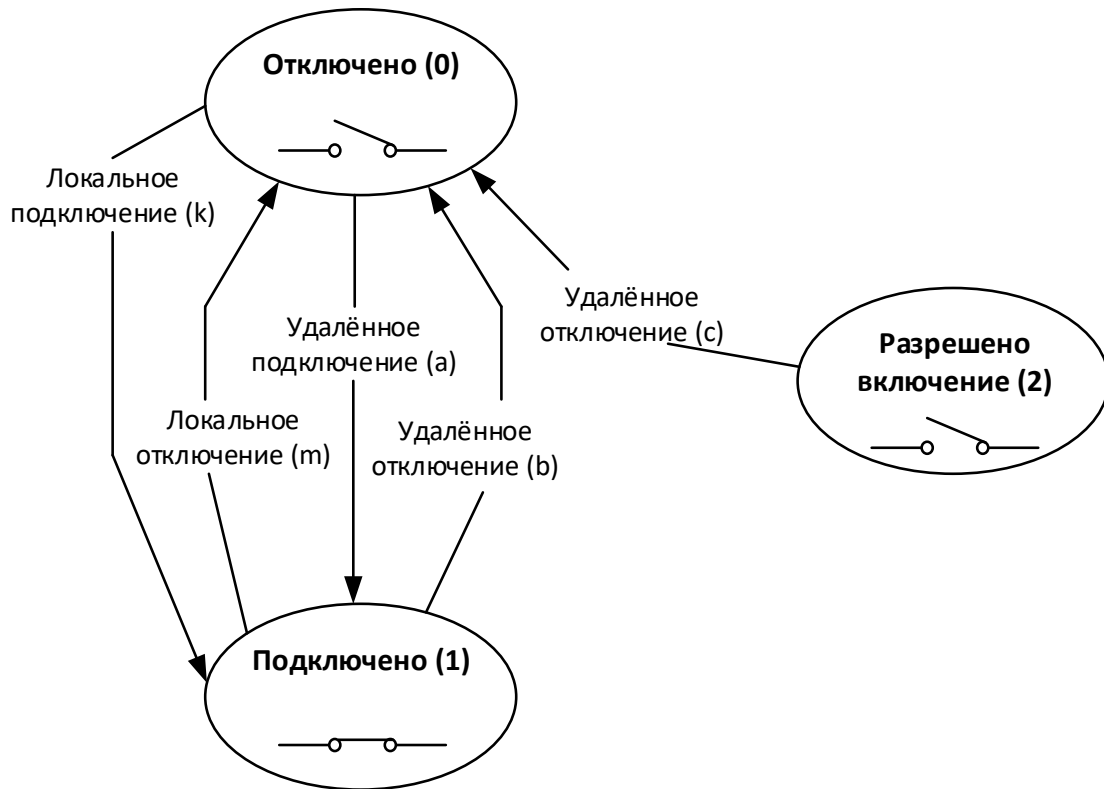 Отключено (0)
Локальное
подключение (k)
Удалённое
отключение (c)
Удалённое
подключение (a)
Разрешено
включение (2)
Локальное
отключение (m)
Удалённое
отключение (b)
Подключено (1)